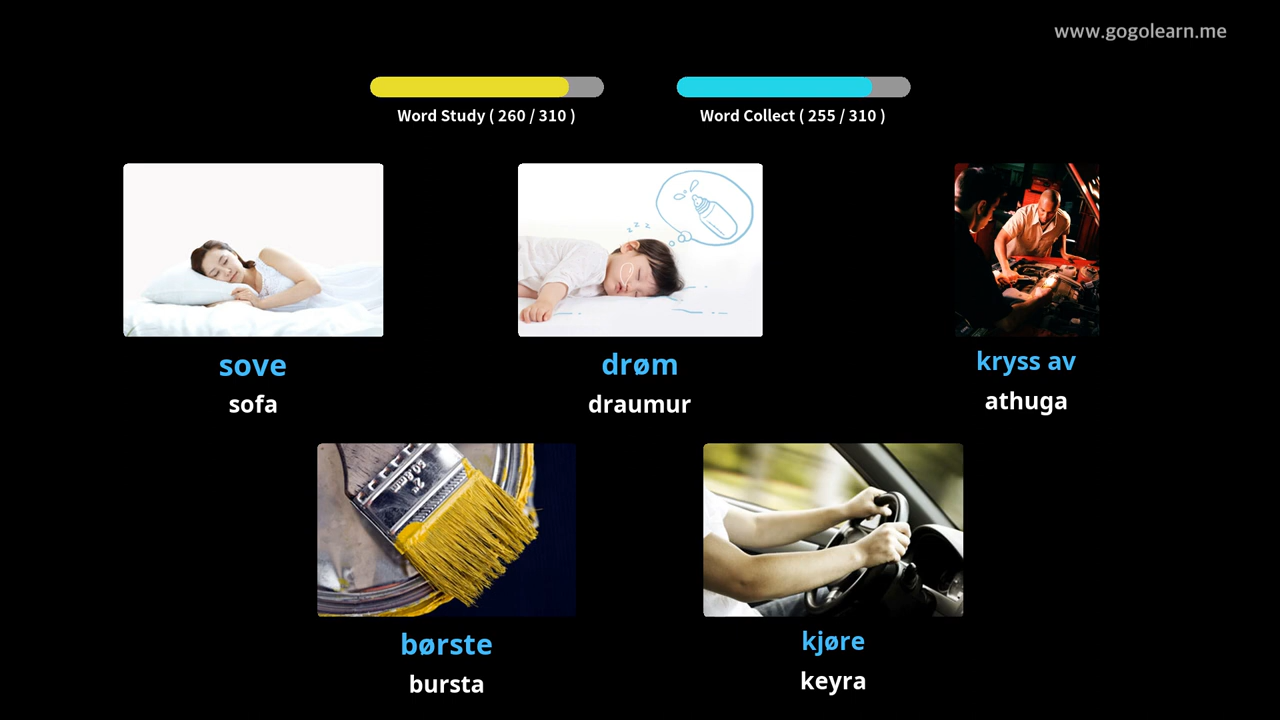 www.gogolearn.me
Word Study ( 260 / 310 )
Word Collect ( 255 / 310 )
sove
sofa
drøm
draumur
kryss av
athuga
børste
bursta
kjøre
keyra